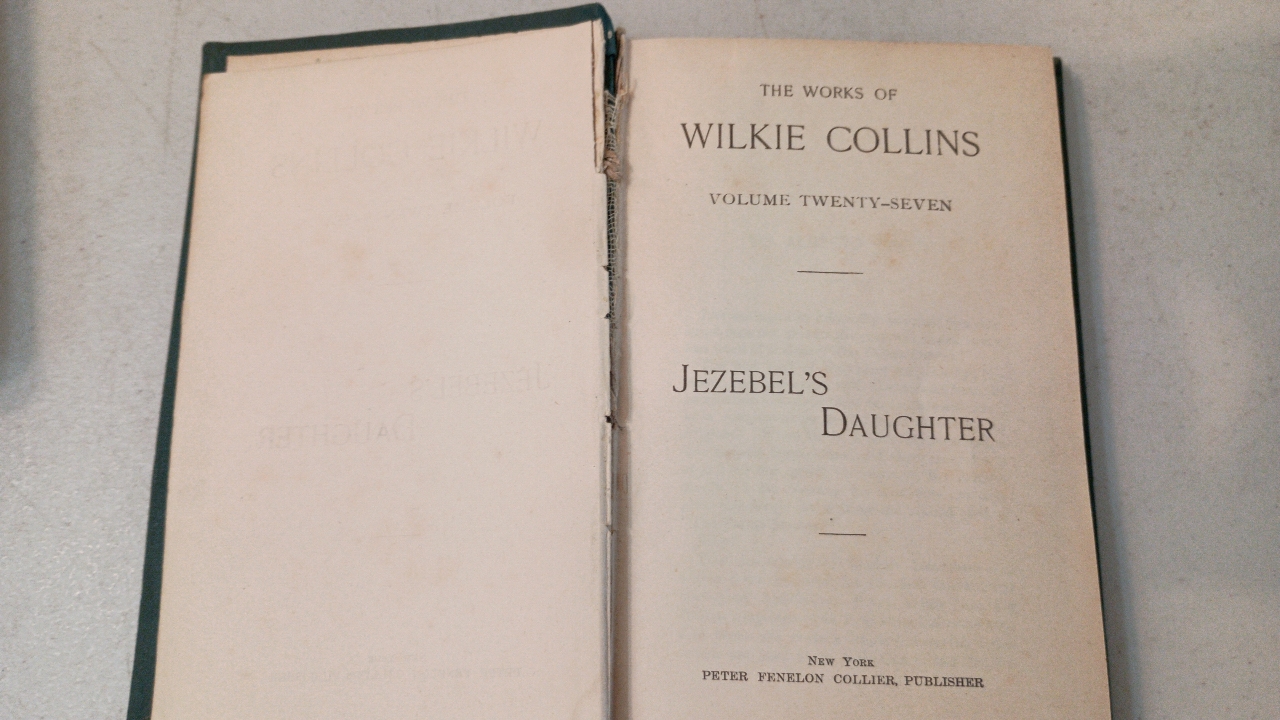 THE WORKS OF
WILKIE COLLINS
VOLUME TWENTY-SEVEN
JEZEBEL'S
DAUGHTER
NEW YORK
PETER FENELON COLLIER, PUBLISHER